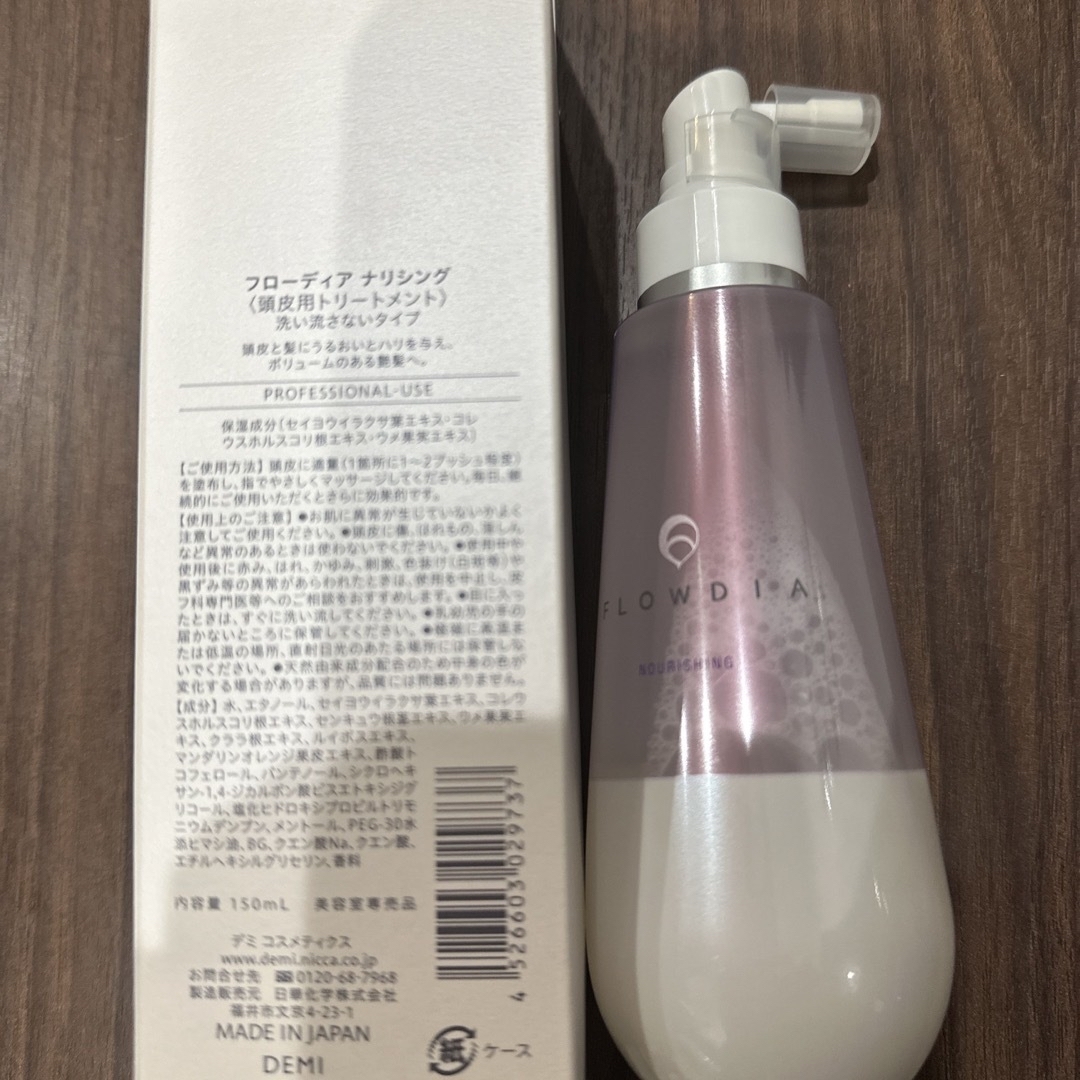 フローディア ナリシング
〈頭皮用トリートメント〉
洗い流さないタイプ
頭皮と髪にうるおいとハリを与え、
ボリュームのある艶髪へ。
PROFESSIONAL-USE
保湿成分〔セイヨウイラクサ葉エキス・コレ
ウスホルスコリ根エキス・ウメ果実エキス〕
【ご使用方法】頭皮に適量(1箇所に1〜2プッシュ程度)
を塗布し、指でやさしくマッサージしてください。毎日、継
続的にご使用いただくとさらに効果的です。
【使用上のご注意】●お肌に異常が生じていないかよく
注意してご使用ください。●頭皮に傷、はれもの、湿しん
など異常のあるときは使わないでください。●使用中や
使用後に赤み、はれ、かゆみ、刺激、色抜け(白斑等)や
黒ずみ等の異常があらわれたときは、使用を中止し、皮
フ科専門医等へのご相談をおすすめします。●目に入っ
たときは、すぐに洗い流してください。●乳幼児の手の
届かないところに保管してください。●極端に高温ま
たは低温の場所、直射日光のあたる場所には保管しな
いでください。●天然由来成分配合のため中身の色が
変化する場合がありますが、品質には問題ありません。
【成分】水、エタノール、セイヨウイラクサ葉エキス、コレウ
スホルスコリ根エキス、センキュウ根茎エキス、ウメ果実エ
キス、クララ根エキス、ルイボスエキス、
マンダリンオレンジ果皮エキス、酢酸ト
コフェロール、パンテノール、シクロヘキ
サン-1,4-ジカルボン酸ビスエトキシジグ
リコール、塩化ヒドロキシプロピルトリモ
ニウムデンプン、メントール、PEG-30水
添ヒマシ油、BG、クエン酸Na、クエン酸、
エチルヘキシルグリセリン、香料
内容量 150mL 美容室専売品
デミ コスメティクス
www.demi.nicca.co.jp
お問合せ先 0120-68-7968
製造販売元 日華化学株式会社
福井市文京4-23-1
MADE IN JAPAN
DEMI
4 526603 029737
紙 ケース
FLOWDIA
NOURISHING